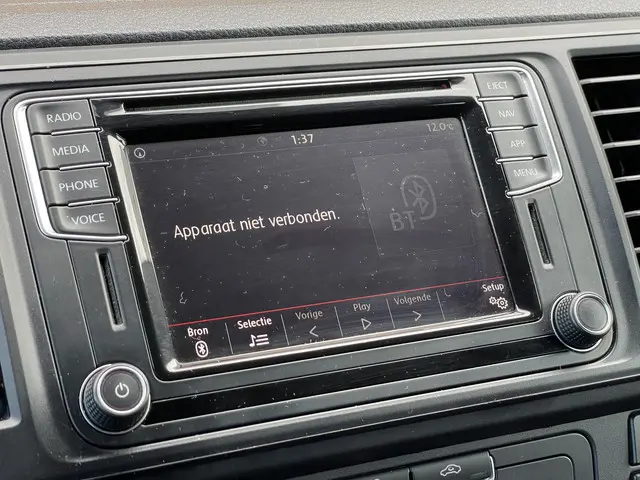 RADIO
MEDIA
PHONE
VOICE
EJECT
NAV
APP
MENU
1:37
12.0°C
Apparaat niet verbonden.
BT
Bron
Selectie
Vorige
Play
Volgende
Setup